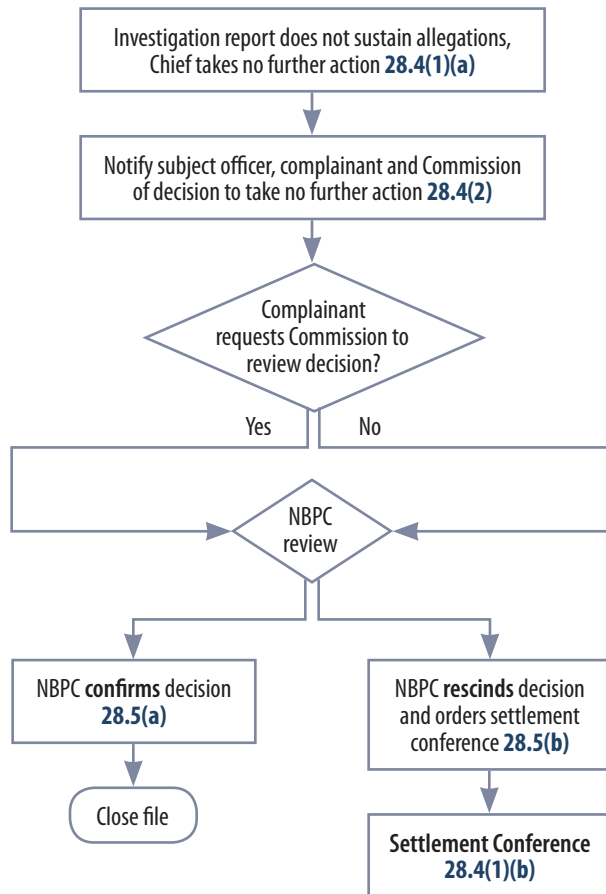 Investigation report does not sustain allegations,
Chief takes no further action 28.4(1)(a)
Notify subject officer, complainant and Commission
of decision to take no further action 28.4(2)
Complainant
requests Commission to
review decision?
Yes
No
NBPC
review
NBPC confirms decision
28.5(a)
Close file
NBPC rescinds decision
and orders settlement
conference 28.5(b)
Settlement Conference
28.4(1)(b)